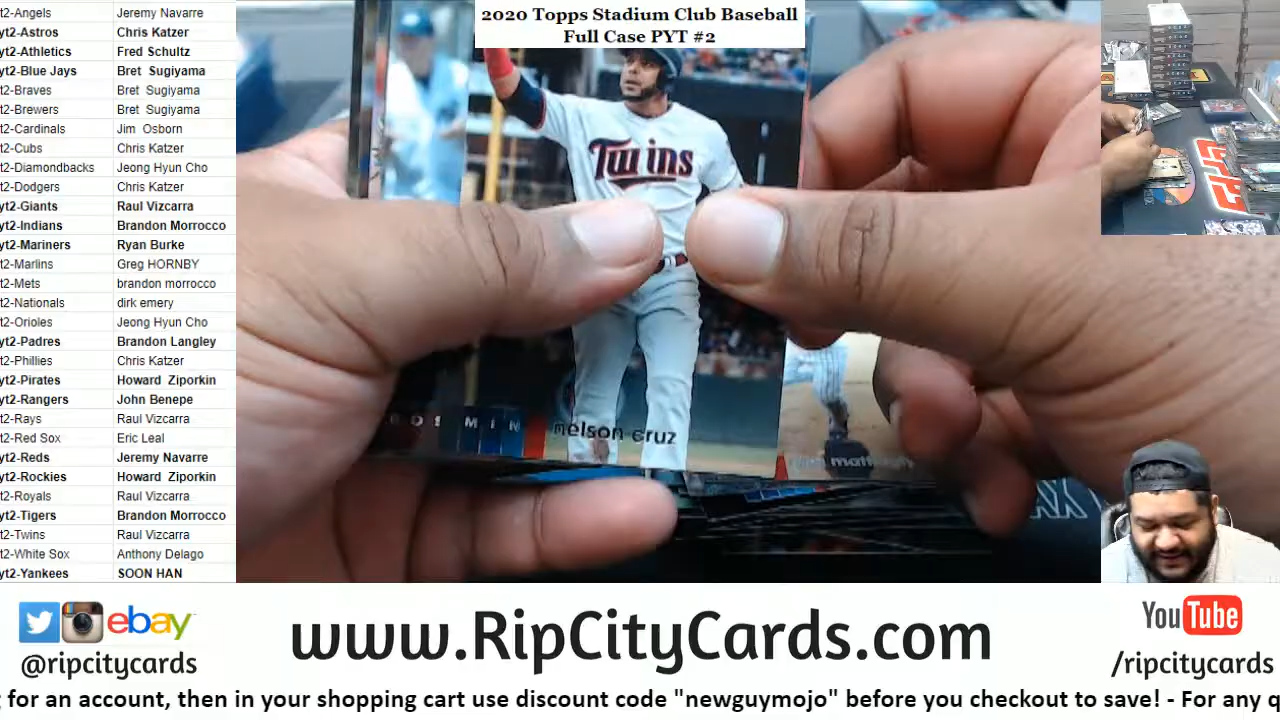 2020 Topps Stadium Club Baseball
Full Case PYT #2
t2-Angels Jeremy Navarre
yt2-Astros Chris Katzer
yt2-Athletics Fred Schultz
yt2-Blue Jays Bret Sugiyama
t2-Braves Bret Sugiyama
t2-Brewers Bret Sugiyama
t2-Cardinals Jim Osborn
t2-Cubs Chris Katzer
t2-Diamondbacks Jeong Hyun Cho
t2-Dodgers Chris Katzer
yt2-Giants Raul Vizcarra
yt2-Indians Brandon Morrocco
yt2-Mariners Ryan Burke
t2-Marlins Greg HORNBY
t2-Mets brandon morrocco
t2-Nationals dirk emery
t2-Orioles Jeong Hyun Cho
yt2-Padres Brandon Langley
t2-Phillies Chris Katzer
yt2-Pirates Howard Ziporkin
yt2-Rangers John Benepe
t2-Rays Raul Vizcarra
t2-Red Sox Eric Leal
yt2-Reds Jeremy Navarre
yt2-Rockies Howard Ziporkin
t2-Royals Raul Vizcarra
yt2-Tigers Brandon Morrocco
t2-Twins Raul Vizcarra
t2-White Sox Anthony Delago
yt2-Yankees SOON HAN
Twins
nelson cruz
ebay
@ripcitycards
www.RipCityCards.com
YouTube
/ripcitycards
for an account, then in your shopping cart use discount code "newguymojo" before you checkout to save! - For any q